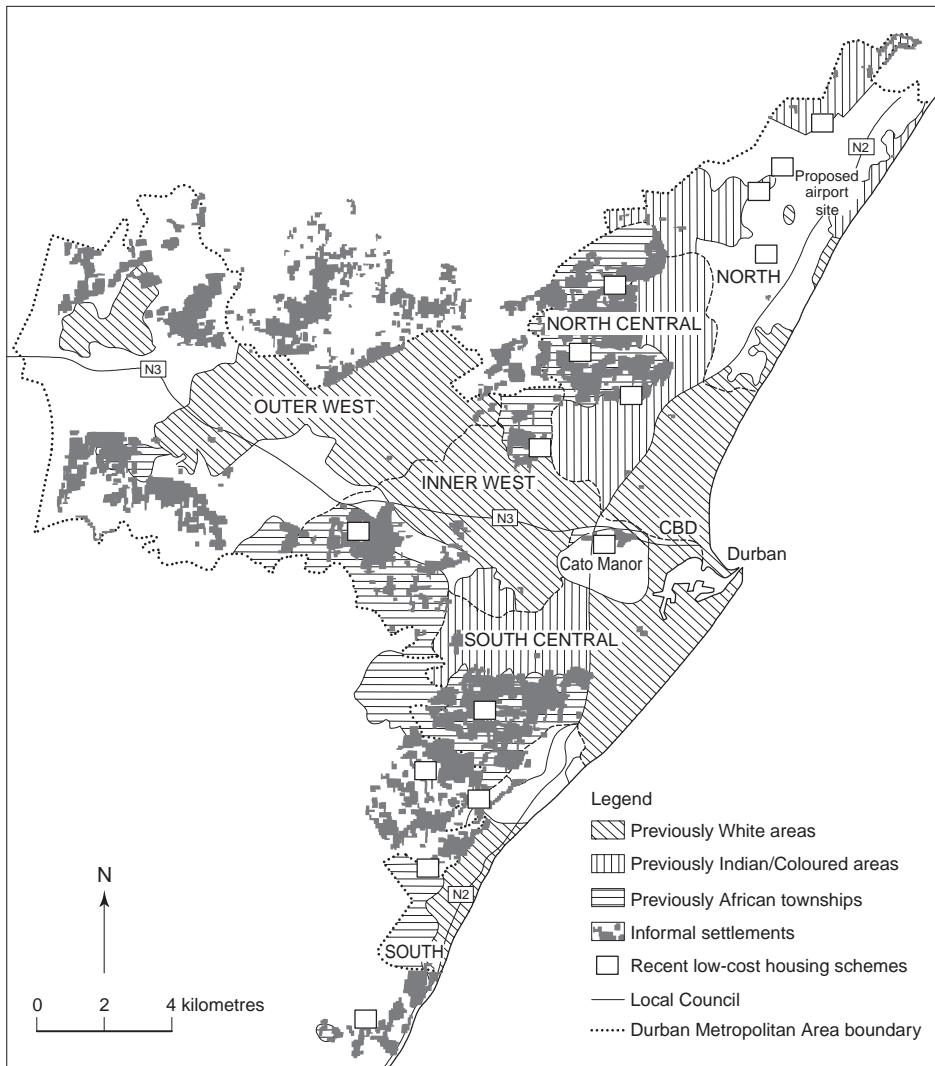 N2
Proposed
airport
site
NORTH
NORTH CENTRAL
N3
OUTER WEST
INNER WEST
N3
CBD
Cato Manor
Durban
SOUTH CENTRAL
Legend
Previously White areas
Previously Indian/Coloured areas
Previously African townships
Informal settlements
Recent low-cost housing schemes
Local Council
Durban Metropolitan Area boundary
N
N2
SOUTH
0 2 4 kilometres